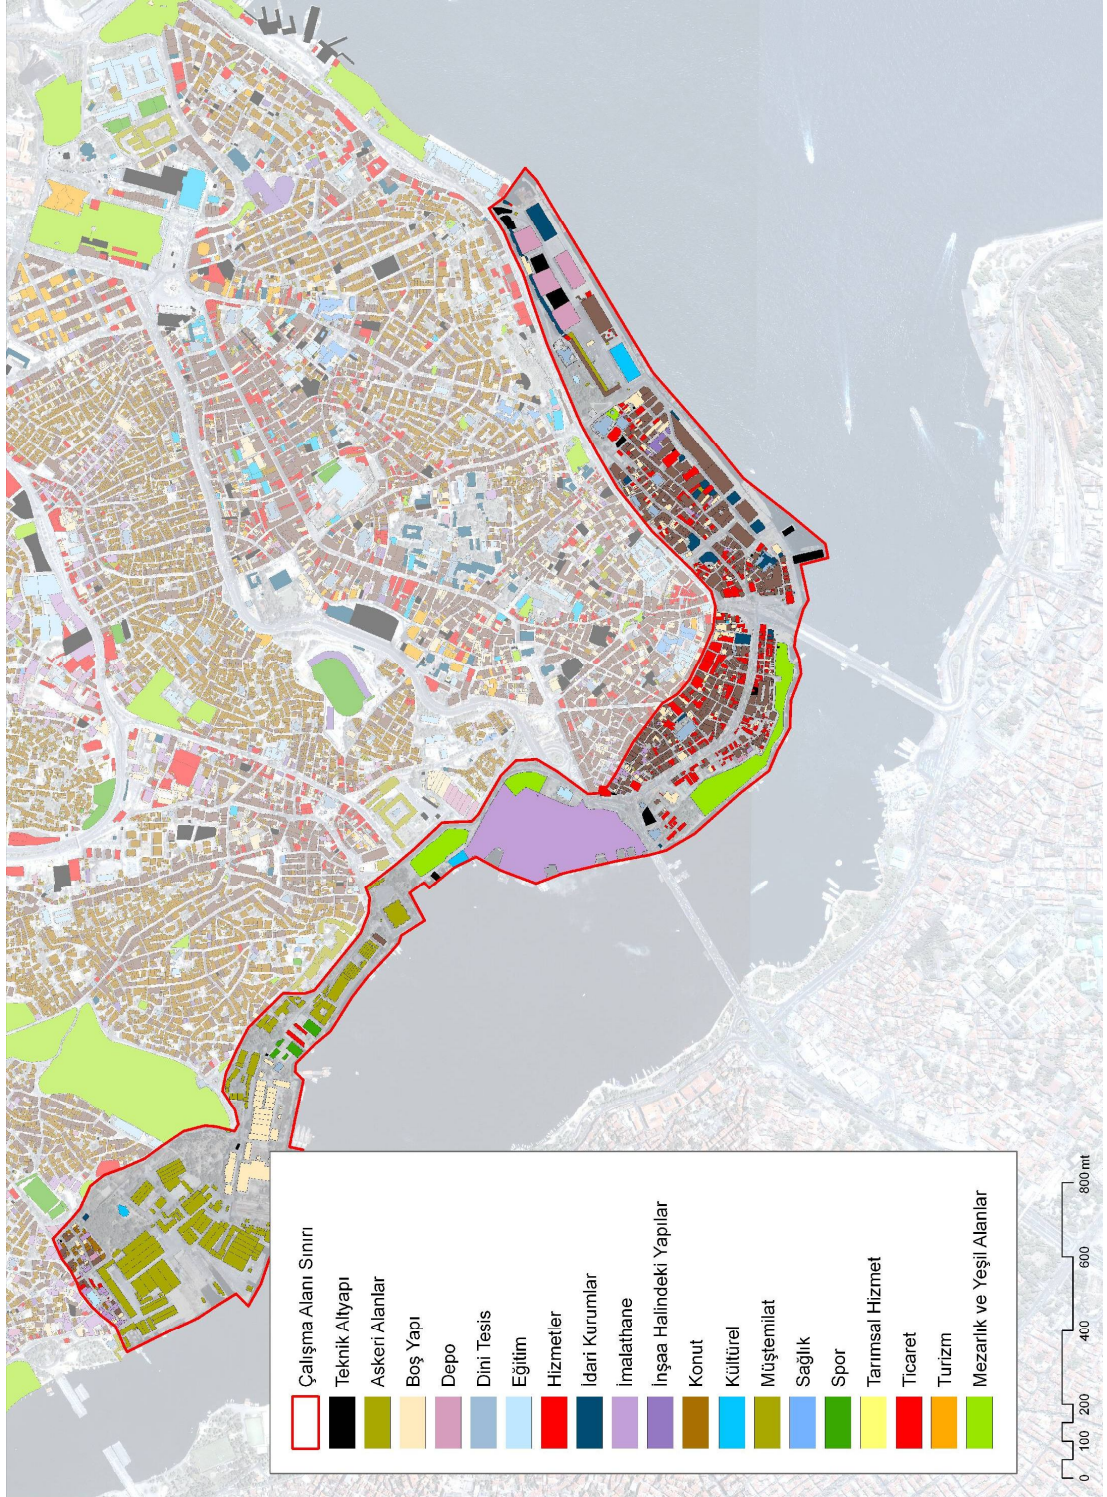 Çalışma Alanı Sınırı
Teknik Altyapı
Askeri Alanlar
Boş Yapı
Depo
Dini Tesis
Eğitim
Hizmetler
İdari Kurumlar
İmalathane
İnşaa Halindeki Yapılar
Konut
Kültürel
Müştemilat
Sağlık
Spor
Tarımsal Hizmet
Ticaret
Turizm
Mezarlık ve Yeşil Alanlar
0 100 200 400 600 800 mt